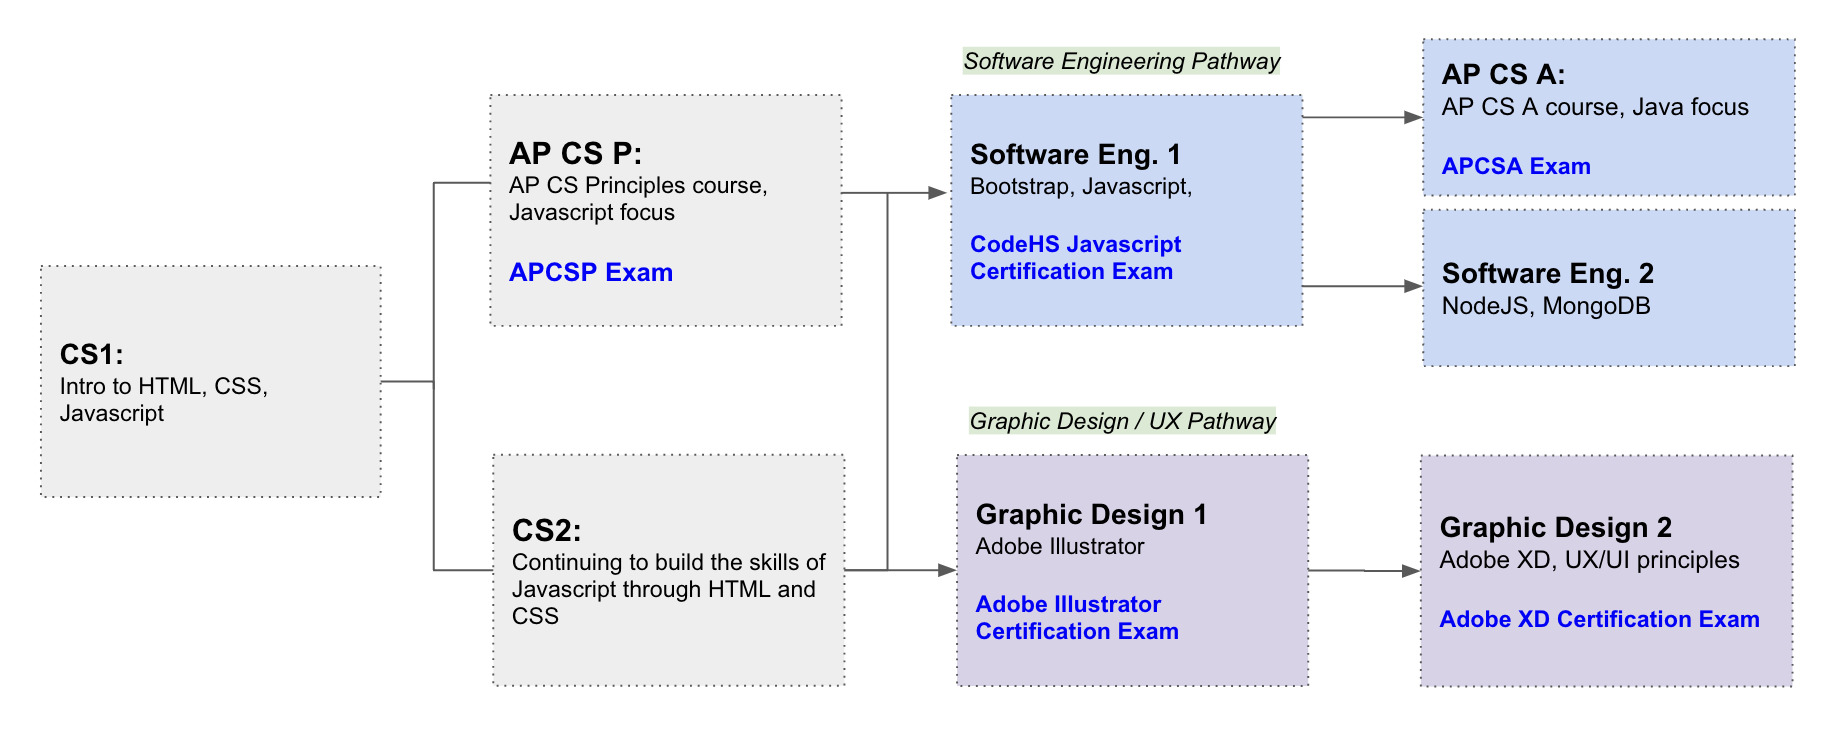 CS1:
Intro to HTML, CSS,
Javascript
AP CS P:
AP CS Principles course,
Javascript focus
APCSP Exam
CS2:
Continuing to build the skills of
Javascript through HTML and
CSS
Software Engineering Pathway
Software Eng. 1
Bootstrap, Javascript,
CodeHS Javascript
Certification Exam
AP CS A:
AP CS A course, Java focus
APCSA Exam
Software Eng. 2
NodeJS, MongoDB
Graphic Design / UX Pathway
Graphic Design 1
Adobe Illustrator
Adobe Illustrator
Certification Exam
Graphic Design 2
Adobe XD, UX/UI principles
Adobe XD Certification Exam